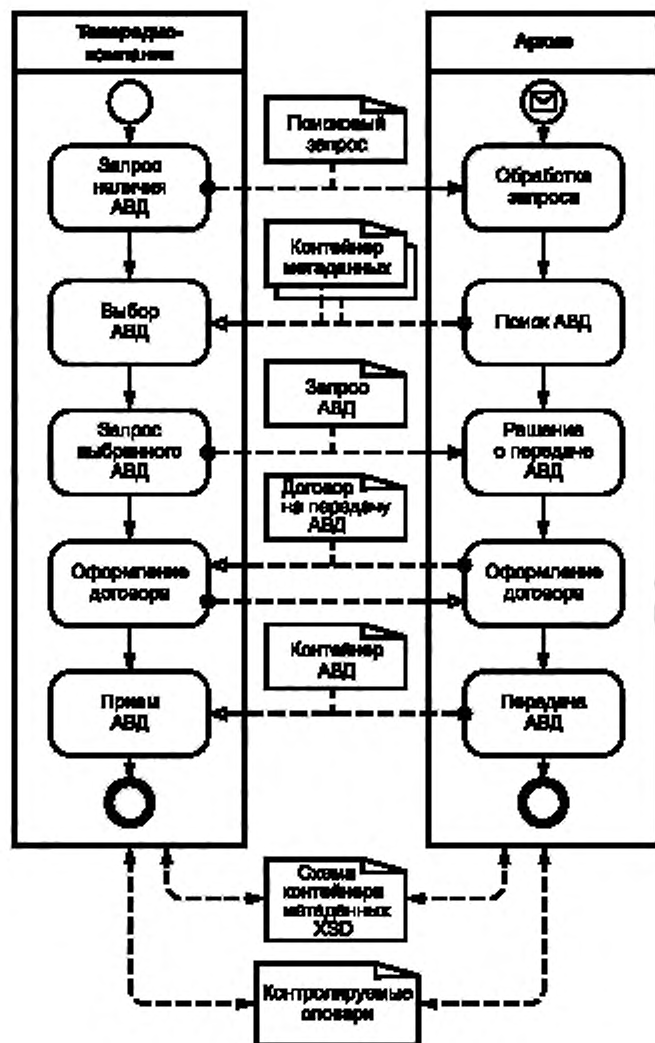 Телерадио-
компания
Архив
Поисковый
запрос
Запрос
наличия
АВД
Обработка
запроса
Контейнер
метаданных
Выбор
АВД
Поиск АВД
Запрос
АВД
Запрос
выбранного
АВД
Решение
о передаче
АВД
Договор
на передачу
АВД
Оформление
договора
Оформление
договора
Контейнер
АВД
Прием
АВД
Передача
АВД
Схема
контейнера
метаданных
XSD
Контролируемые
словари